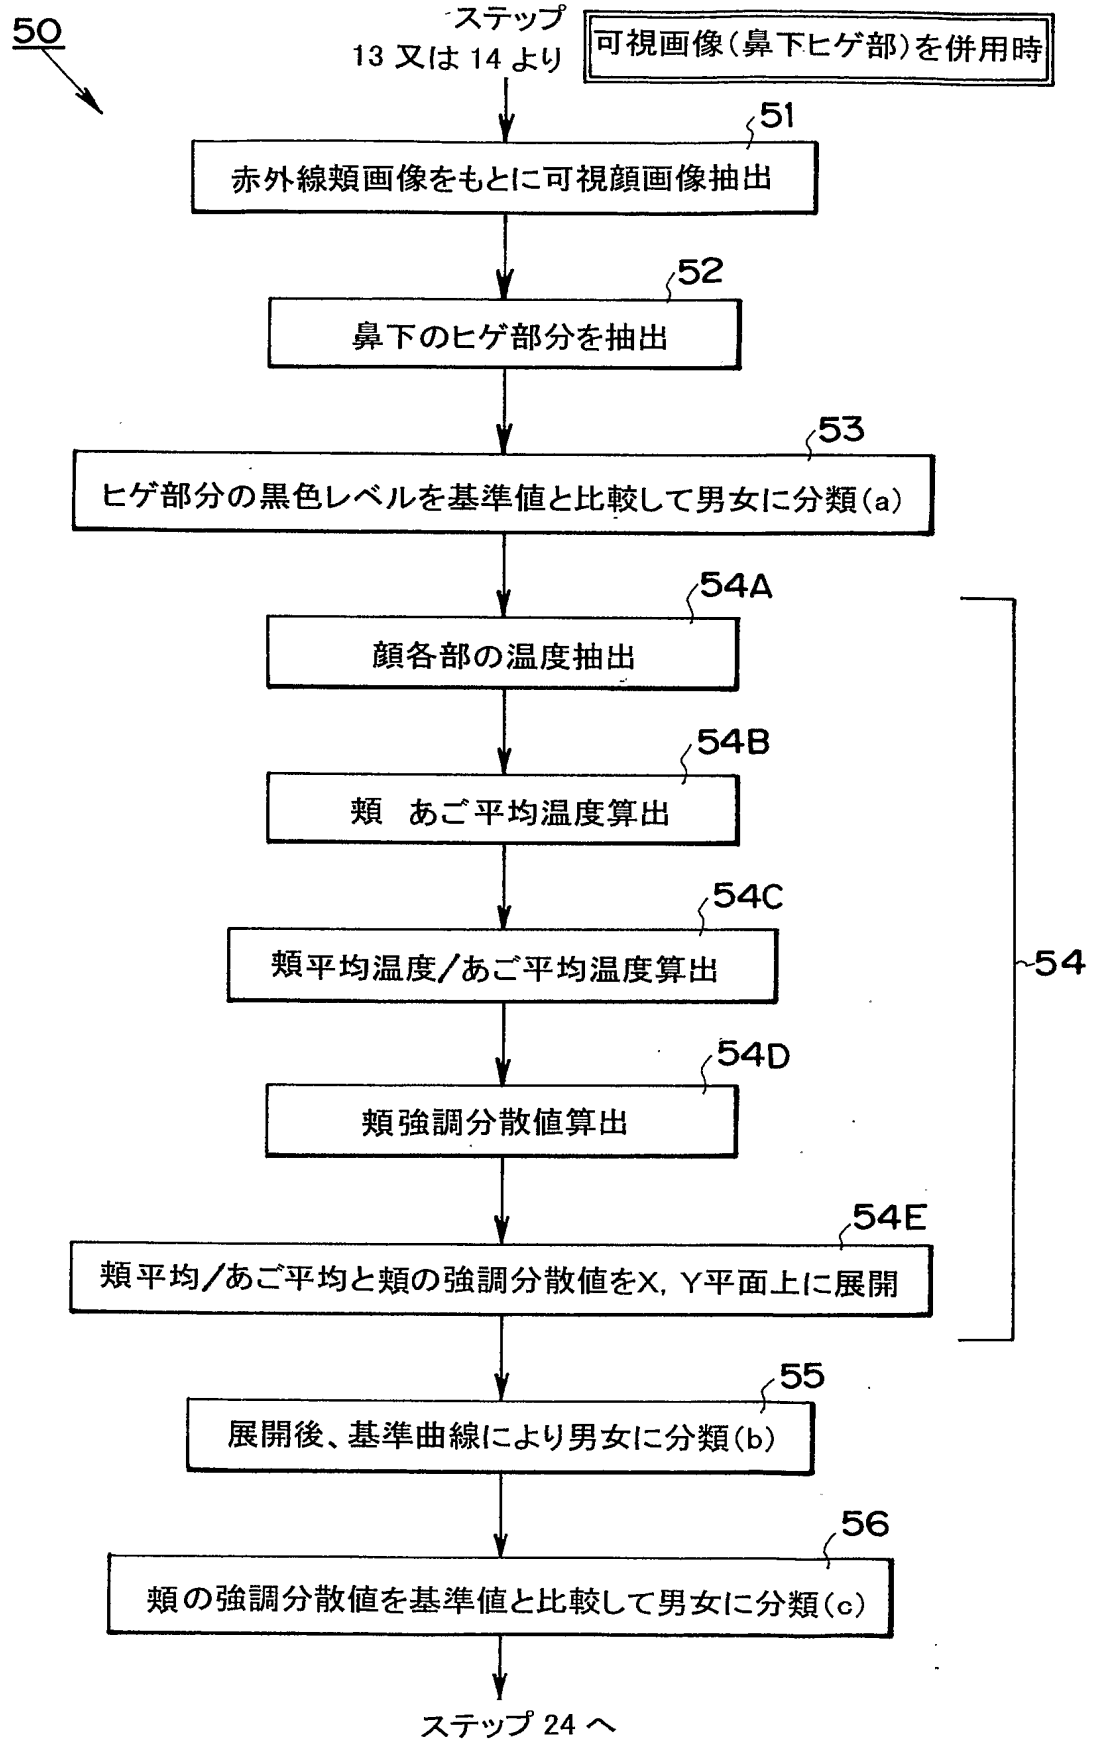 50
ステップ
13 又は 14 より
可視画像(鼻下ヒゲ部)を併用時
51
赤外線頬画像をもとに可視顔画像抽出
52
鼻下のヒゲ部分を抽出
53
ヒゲ部分の黒色レベルを基準値と比較して男女に分類(a)
54A
顔各部の温度抽出
54B
頬 あご平均温度算出
54C
頬平均温度/あご平均温度算出
54
54D
頬強調分散値算出
54E
頬平均/あご平均と頬の強調分散値をX, Y平面上に展開
55
展開後、基準曲線により男女に分類(b)
56
頬の強調分散値を基準値と比較して男女に分類(c)
ステップ 24 へ